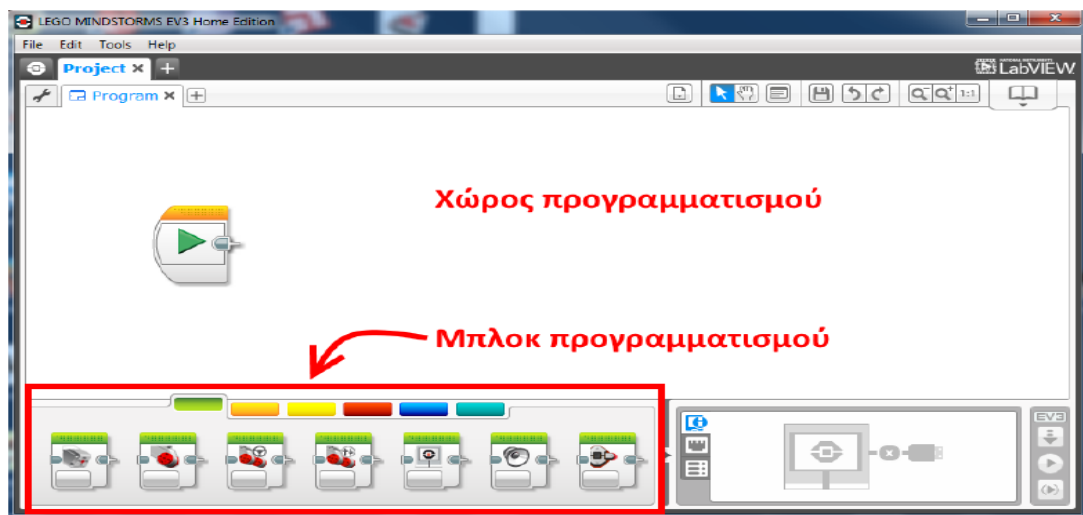 LEGO MINDSTORMS EV3 Home Edition
File Edit Tools Help
Project
LabVIEW
Program
1:1
Χώρος προγραμματισμού
Μπλοκ προγραμματισμού
EV3